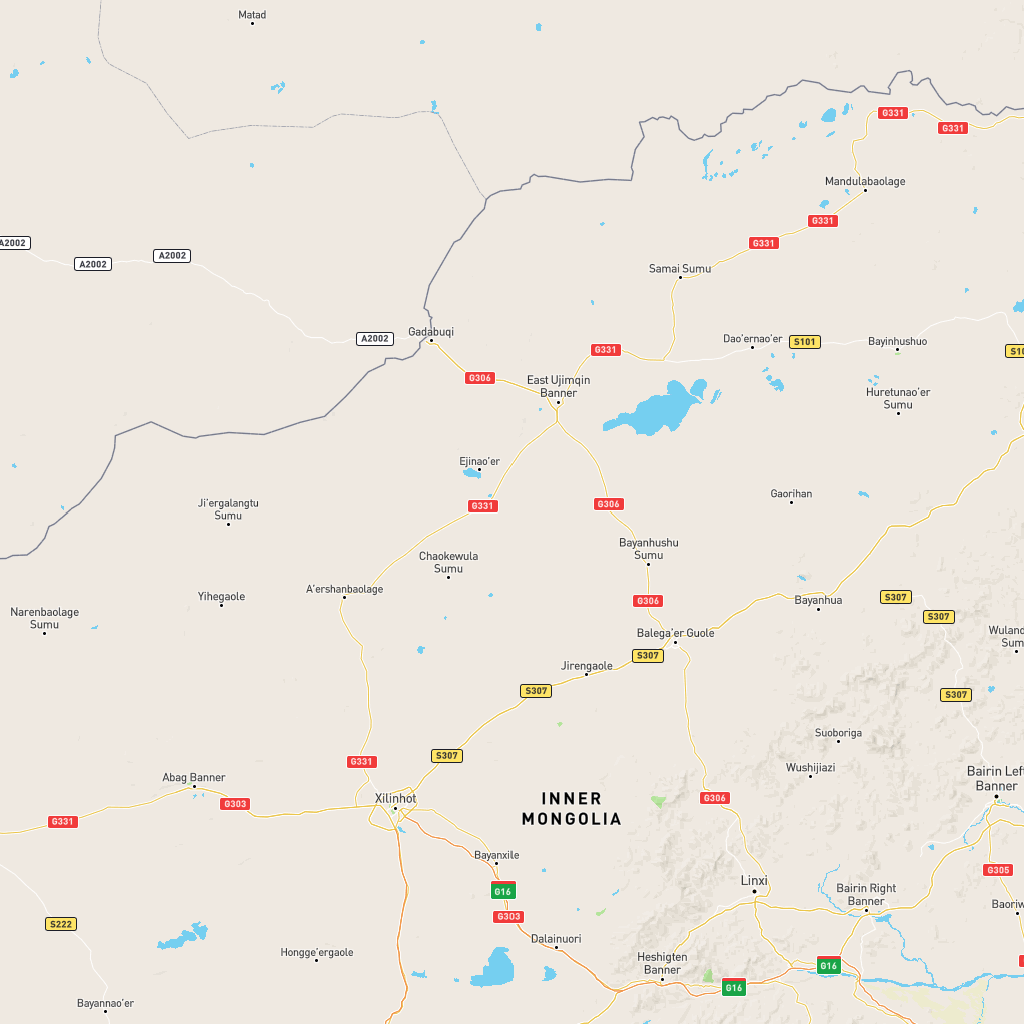 Matad
G331
G331
Mandulabaolage
G331
A2002
G331
A2002
A2002
Samai Sumu
Gadabuqi
A2002
Dao'ernao'er
S101
Bayinhushuo
G331
G306
East Ujimqin
Banner
Huretunao'er
Sumu
Ejinao'er
Gaorihan
Ji'ergalangtu
Sumu
G331
G306
Bayanhushu
Sumu
Chaokewula
Sumu
A'ershanbaolage
Yihegaole
G306
Bayanhua
S307
Narenbaolage
Sumu
S307
Balega'er Guole
S307
Jirengaole
S307
S307
Suoboriga
S307
G331
Wushijiazi
Abag Banner
Bairin Left
Banner
G303
Xilinhot
G306
INNER
MONGOLIA
G331
Bayanxile
G305
Linxi
G16
Bairin Right
Banner
G303
S222
Dalainuori
Hongge'ergaole
Heshigten
Banner
G16
G16
Bayannao'er